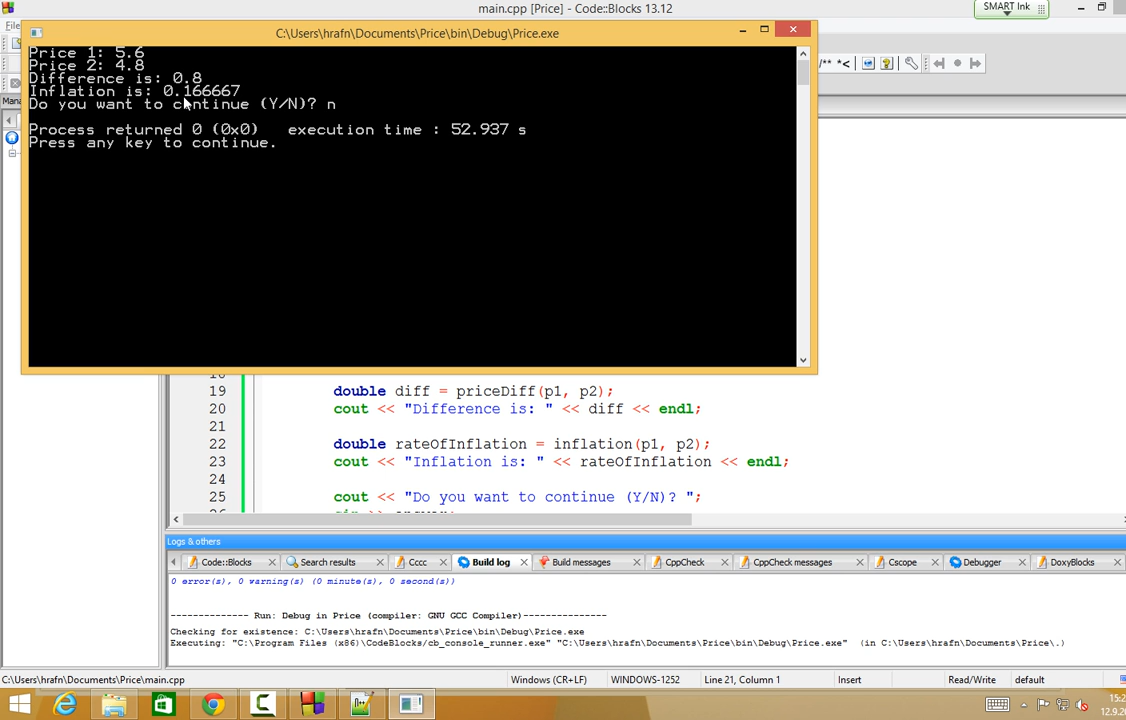 main.cpp [Price] - Code::Blocks 13.12
SMART Ink
File
C:\Users\hrafn\Documents\Price\bin\Debug\Price.exe
Price 1: 5.6
Price 2: 4.8
Difference is: 0.8
Inflation is: 0.166667
Do you want to continue (Y/N)? n
Process returned 0 (0x0)   execution time : 52.937 s
Press any key to continue.
/** *<
Mana
19 double diff = priceDiff(p1, p2);
20 cout << "Difference is: " << diff << endl;
21
22 double rateOfInflation = inflation(p1, p2);
23 cout << "Inflation is: " << rateOfInflation << endl;
24
25 cout << "Do you want to continue (Y/N)? ";
Logs & others
Code::Blocks
Search results
Cccc
Build log
Build messages
CppCheck
CppCheck messages
Cscope
Debugger
DoxyBlocks
0 error(s), 0 warning(s) (0 minute(s), 0 second(s))
-------------- Run: Debug in Price (compiler: GNU GCC Compiler)---------------
Checking for existence: C:\Users\hrafn\Documents\Price\bin\Debug\Price.exe
Executing: "C:\Program Files (x86)\CodeBlocks/cb_console_runner.exe" "C:\Users\hrafn\Documents\Price\bin\Debug\Price.exe"  (in C:\Users\hrafn\Documents\Price\.)
C:\Users\hrafn\Documents\Price\main.cpp
Windows (CR+LF)
WINDOWS-1252
Line 21, Column 1
Insert
Read/Write
default
15:2
12.9.20